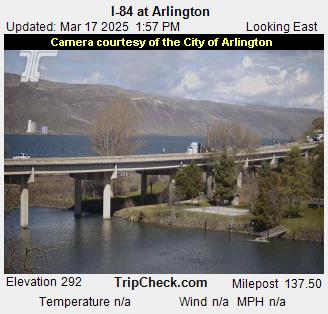 I-84 at Arlington
Updated: Mar 17 2025 1:57 PM Looking East
Camera courtesy of the City of Arlington
Elevation 292 TripCheck.com Milepost 137.50
Temperature n/a Wind n/a MPH n/a